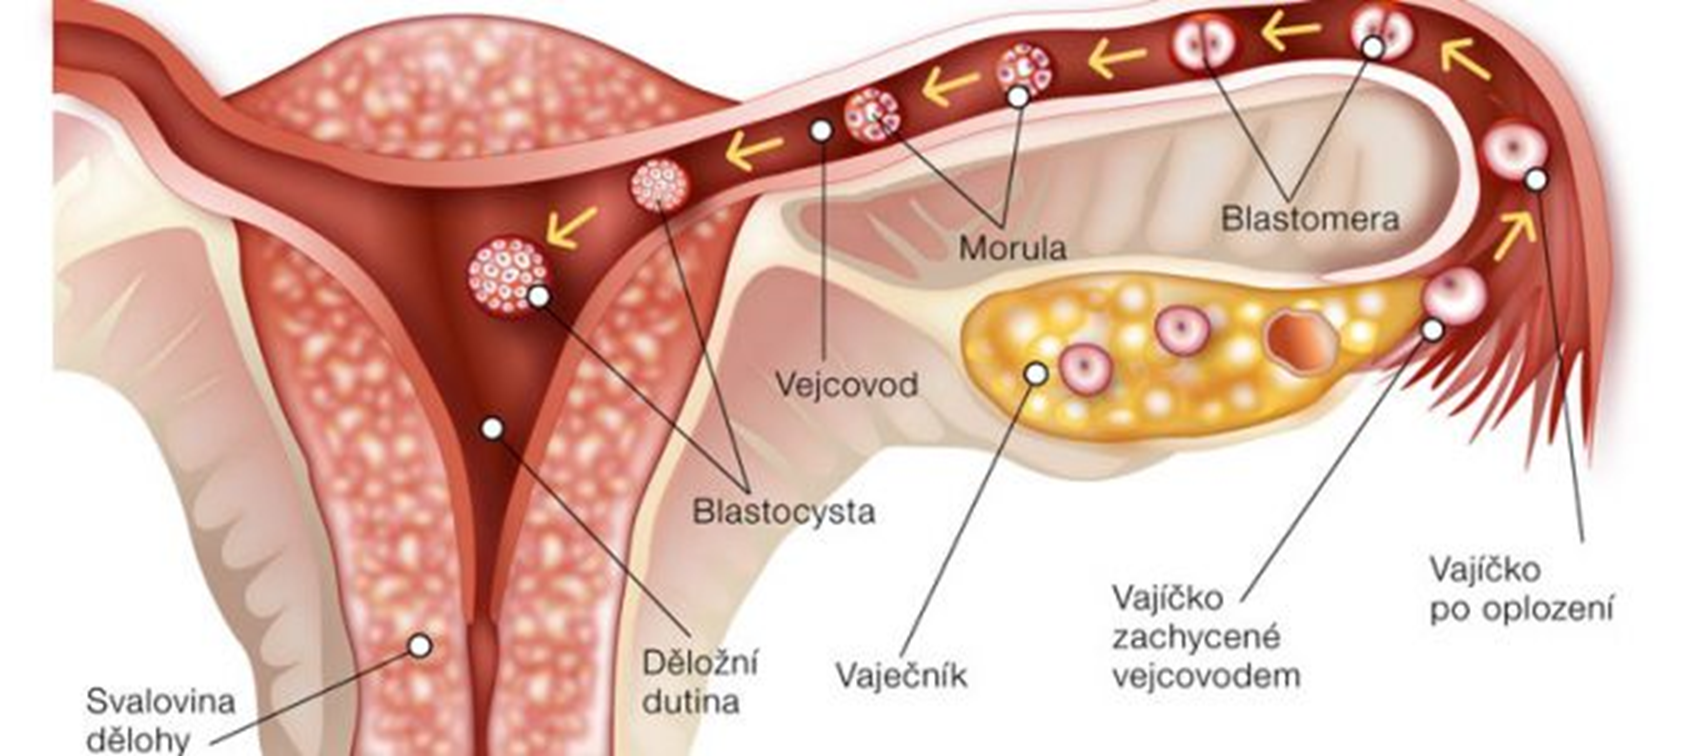 Blastomera
Morula
Vejcovod
Blastocysta
Vajíčko
po oplození
Vajíčko
zachycené
vejcovodem
Děložní
dutina
Vaječník
Svalovina
dělohy